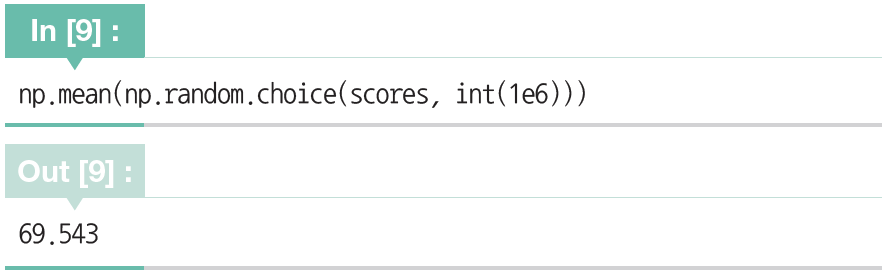 In [9] :
np.mean(np.random.choice(scores, int(1e6)))
Out [9] :
69.543